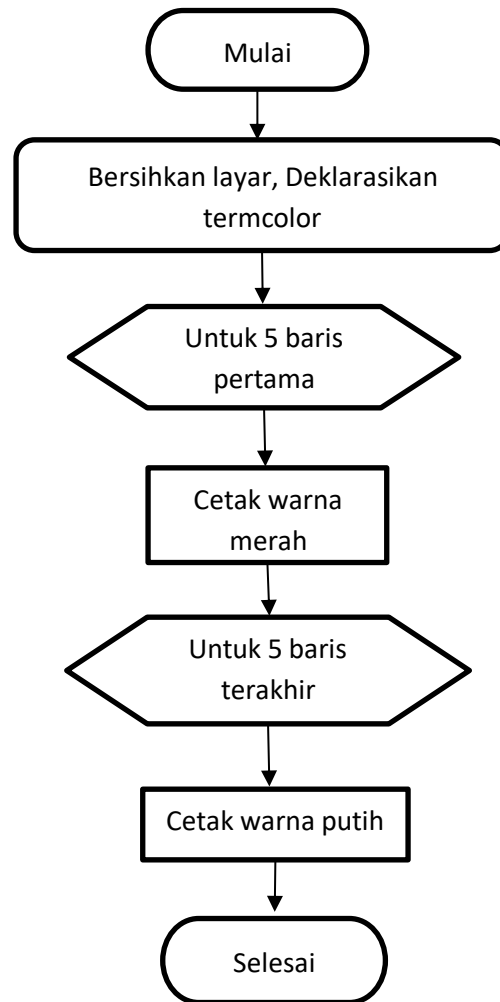 Mulai
Bersihkan layar, Deklarasikan
termcolor
Untuk 5 baris
pertama
Cetak warna
merah
Untuk 5 baris
terakhir
Cetak warna putih
Selesai